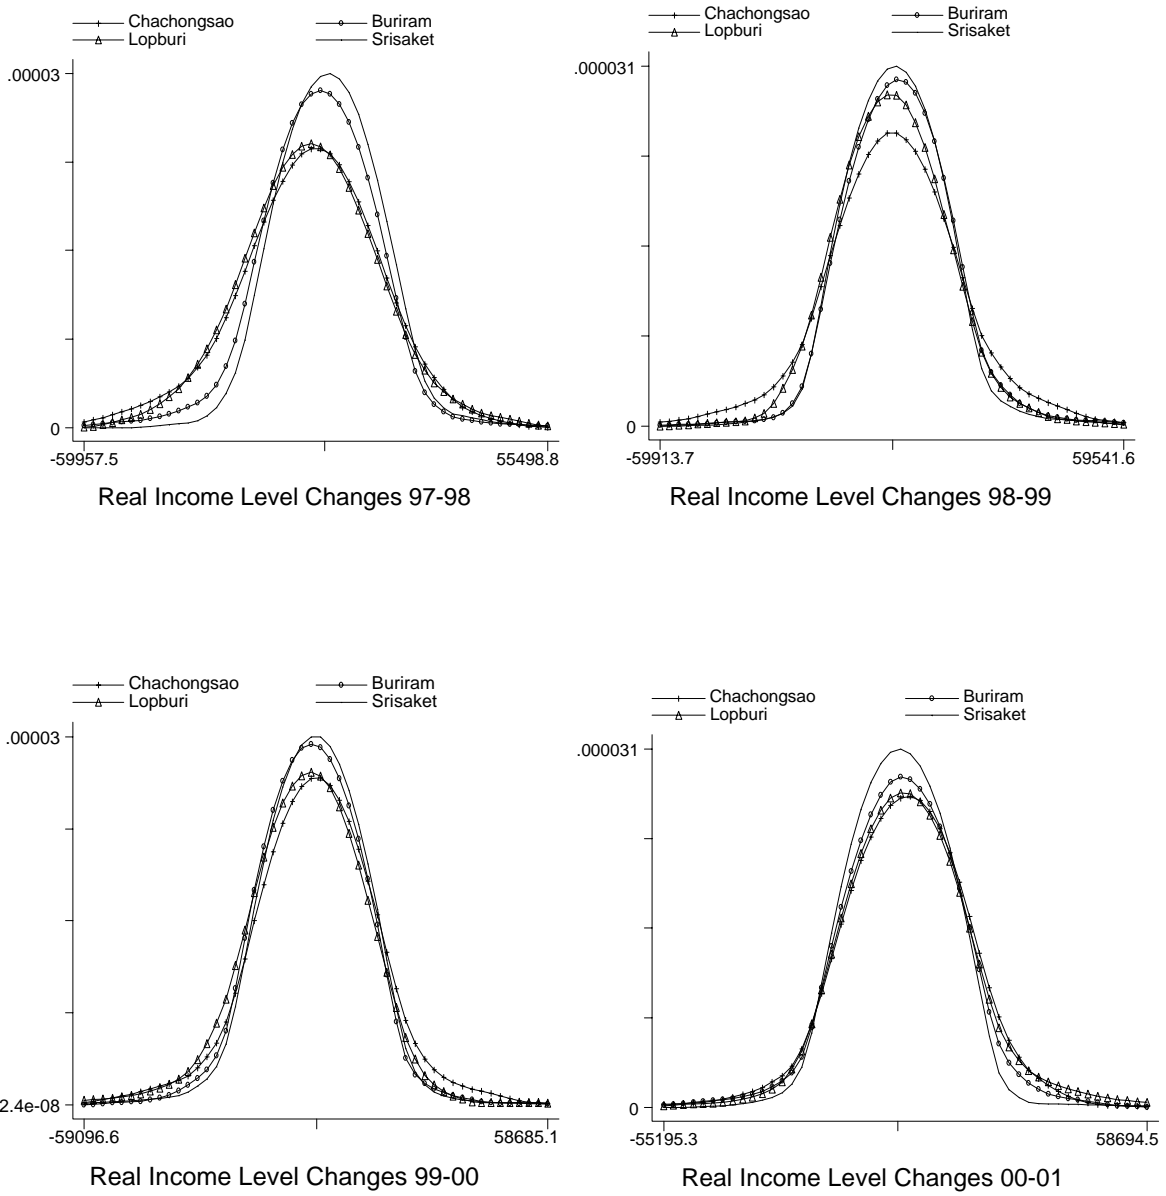 Chachongsao Buriram
Lopburi Srisaket
.00003
0
-59957.5 55498.8
Real Income Level Changes 97-98
Chachongsao Buriram
Lopburi Srisaket
.000031
0
-59913.7 59541.6
Real Income Level Changes 98-99
Chachongsao Buriram
Lopburi Srisaket
.00003
2.4e-08
-59096.6 58685.1
Real Income Level Changes 99-00
Chachongsao Buriram
Lopburi Srisaket
.000031
0
-55195.3 58694.5
Real Income Level Changes 00-01